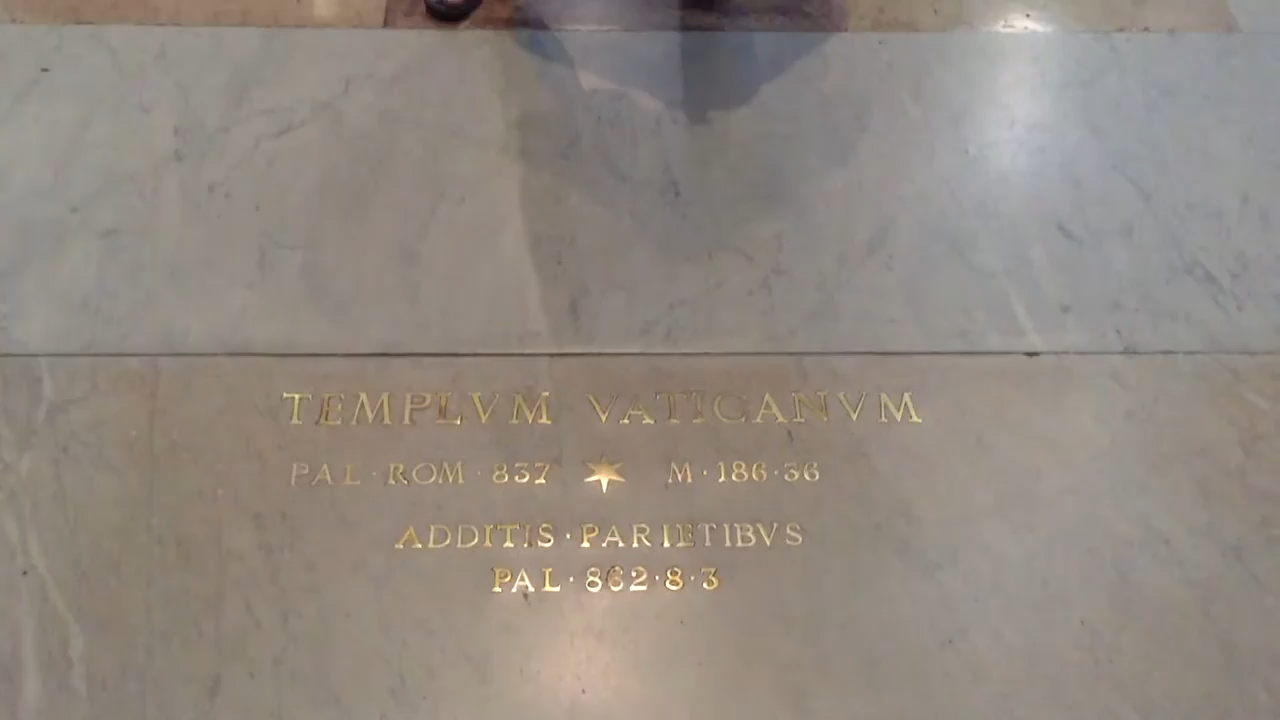 TEMPLVM VATICANVM
PAL·ROM·837 ★ M·186·36
ADDITIS·PARIETIBVS
PAL·862·8·3